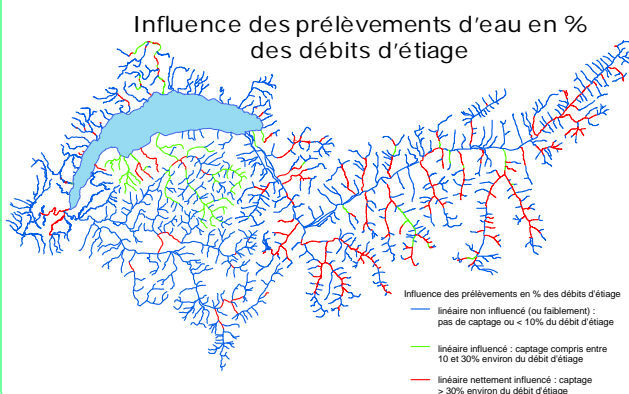 Influence des prélèvements d'eau en %
des débits d'étiage
Influence des prélèvements en % des débits d'étiage
linéaire non influencé (ou faiblement) :
pas de captage ou < 10% du débit d'étiage
linéaire influencé : captage compris entre
10 et 30% environ du débit d'étiage
linéaire nettement influencé : captage
> 30% environ du débit d'étiage